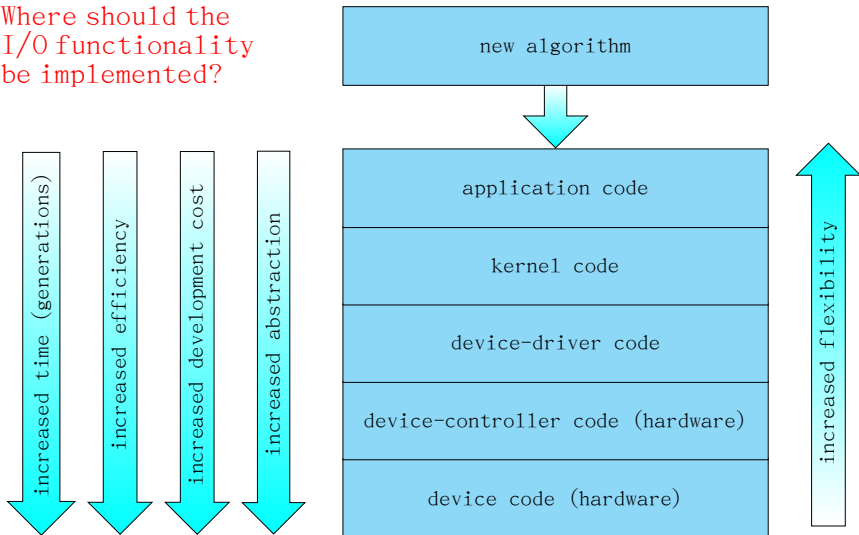 Where should the
I/O functionality
be implemented?
new algorithm
increased time (generations)
increased efficiency
increased development cost
increased abstraction
application code
kernel code
device-driver code
device-controller code (hardware)
device code (hardware)
increased flexibility